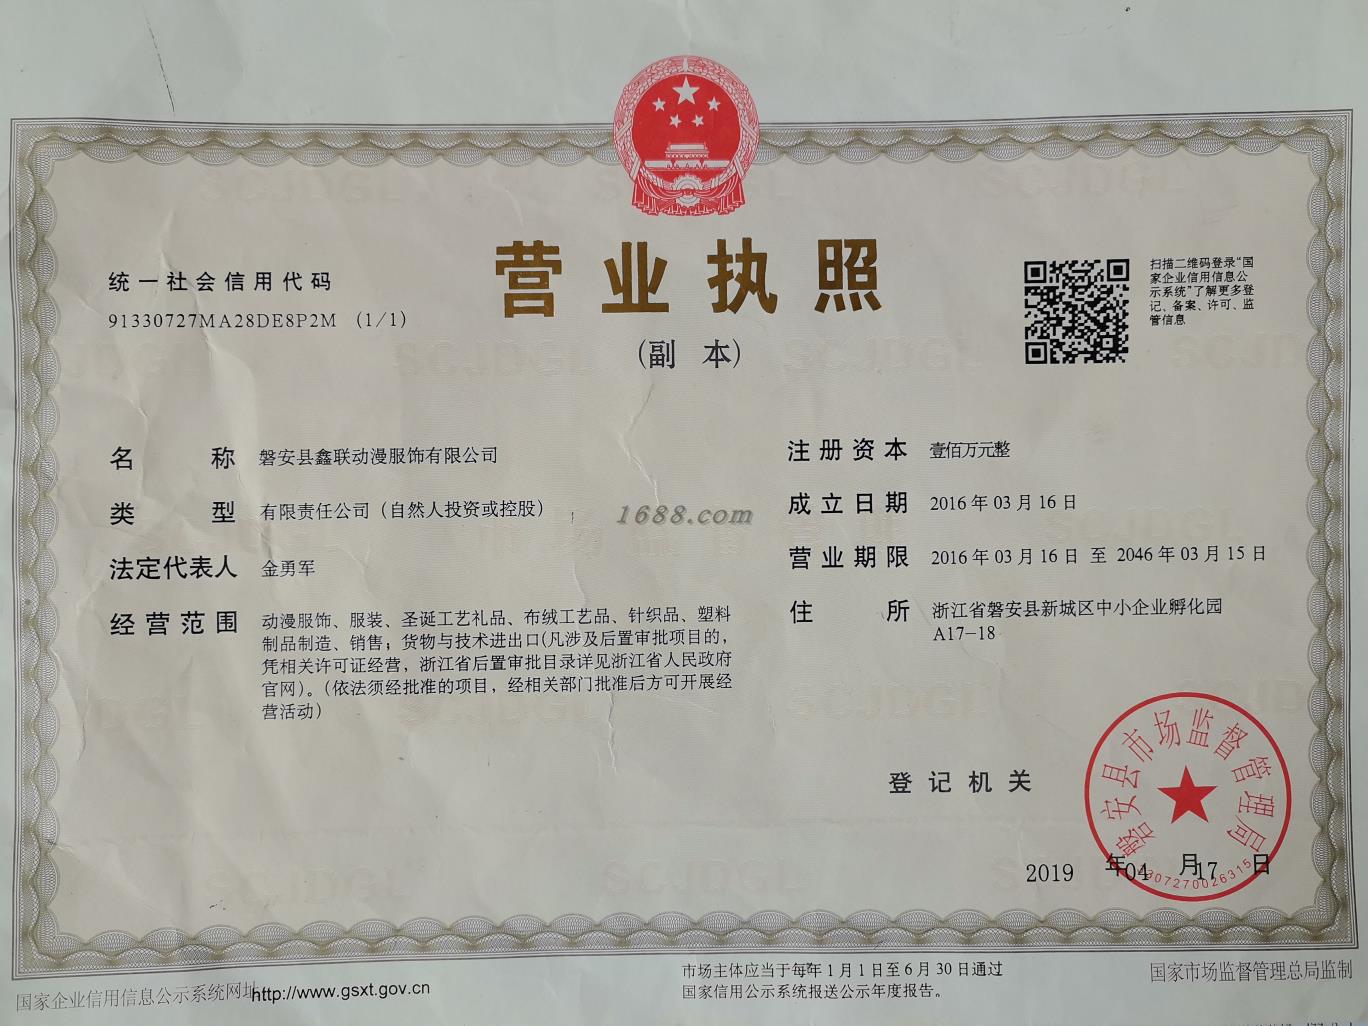 营业执照
(副 本)
统一社会信用代码
91330727MA28DE8P2M (1/1)
扫描二维码登录“国
家企业信用信息公
示系统”了解更多登
记、备案、许可、监
管信息
名 称 磐安县鑫联动漫服饰有限公司
类 型 有限责任公司（自然人投资或控股）
法定代表人 金勇军
经营范围 动漫服饰、服装、圣诞工艺礼品、布绒工艺品、针织品、塑料
制品制造、销售；货物与技术进出口(凡涉及后置审批项目的，
凭相关许可证经营，浙江省后置审批目录详见浙江省人民政府
官网)。（依法须经批准的项目，经相关部门批准后方可开展经
营活动）
注册资本 壹佰万元整
成立日期 2016年03月16日
营业期限 2016年03月16日 至 2046年03月15日
住 所 浙江省磐安县新城区中小企业孵化园
A17-18
1688.com
登记机关
磐安县市场监督管理局
3307270026315
2019 年 04 月 17 日
国家企业信用信息公示系统网址http://www.gsxt.gov.cn
市场主体应当于每年1月1日至6月30日通过
国家信用公示系统报送公示年度报告。
国家市场监督管理总局监制